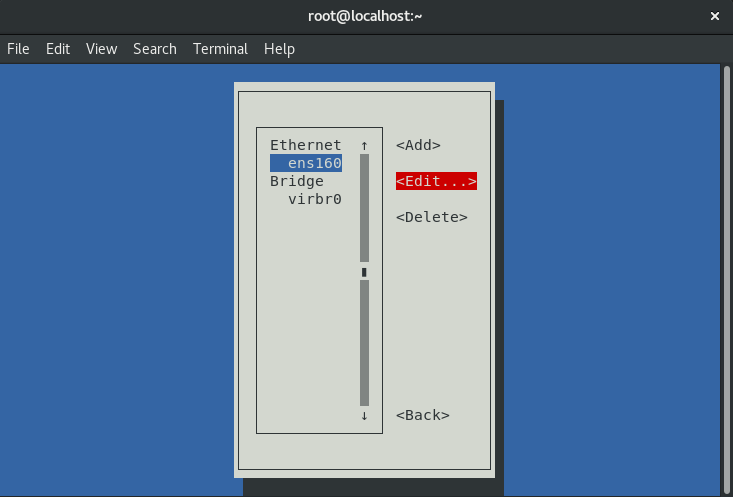 root@localhost:~
×
File Edit View Search Terminal Help
Ethernet ↑ <Add>
ens160
Bridge <Edit...>
virbr0
<Delete>
↓ <Back>